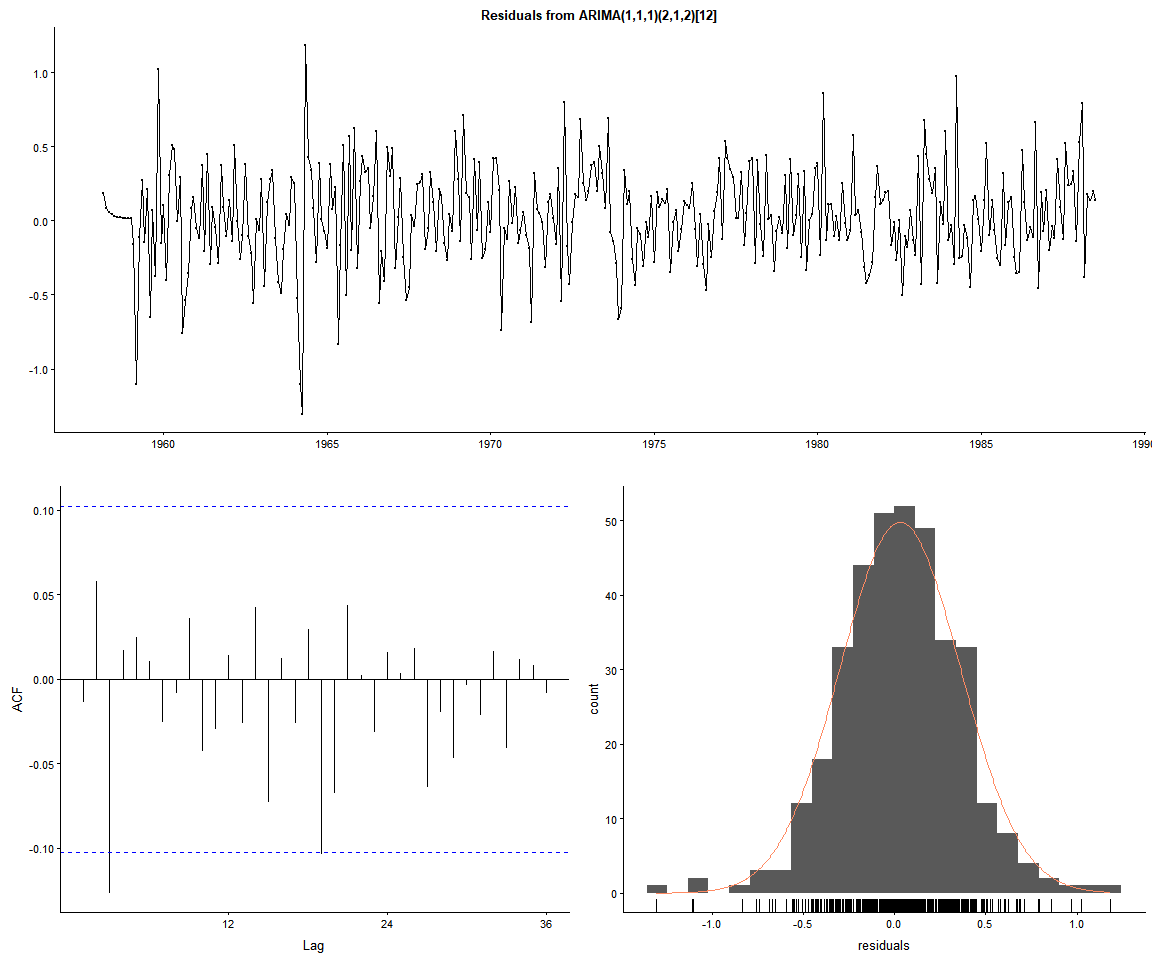 Residuals from ARIMA(1,1,1)(2,1,2)[12]
1.0
0.5
0.0
-0.5
-1.0
1960 1965 1970 1975 1980 1985 1990
0.10
0.05
0.00
-0.05
-0.10
ACF
12 24 36
Lag
50
40
30
20
10
0
count
-1.0 -0.5 0.0 0.5 1.0
residuals